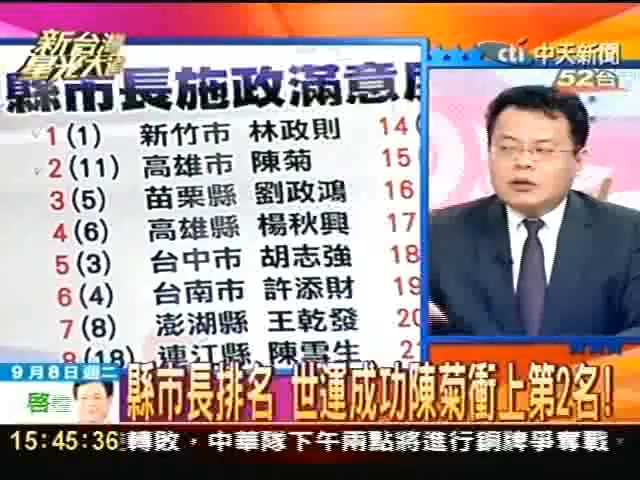 新台灣
星光大道
cti 中天新聞
52台
縣市長施政滿意度
1 (1) 新竹市 林政則 14
2 (11) 高雄市 陳菊 15
3 (5) 苗栗縣 劉政鴻 16
4 (6) 高雄縣 楊秋興 17
5 (3) 台中市 胡志強 18
6 (4) 台南市 許添財 19
7 (8) 澎湖縣 王乾發 20
8 (18) 連江縣 陳雪生 21
9月8日週二
縣市長排名 世運成功陳菊衝上第2名!
15:45:36 轉敗，中華隊下午兩點將進行銅牌爭奪戰。